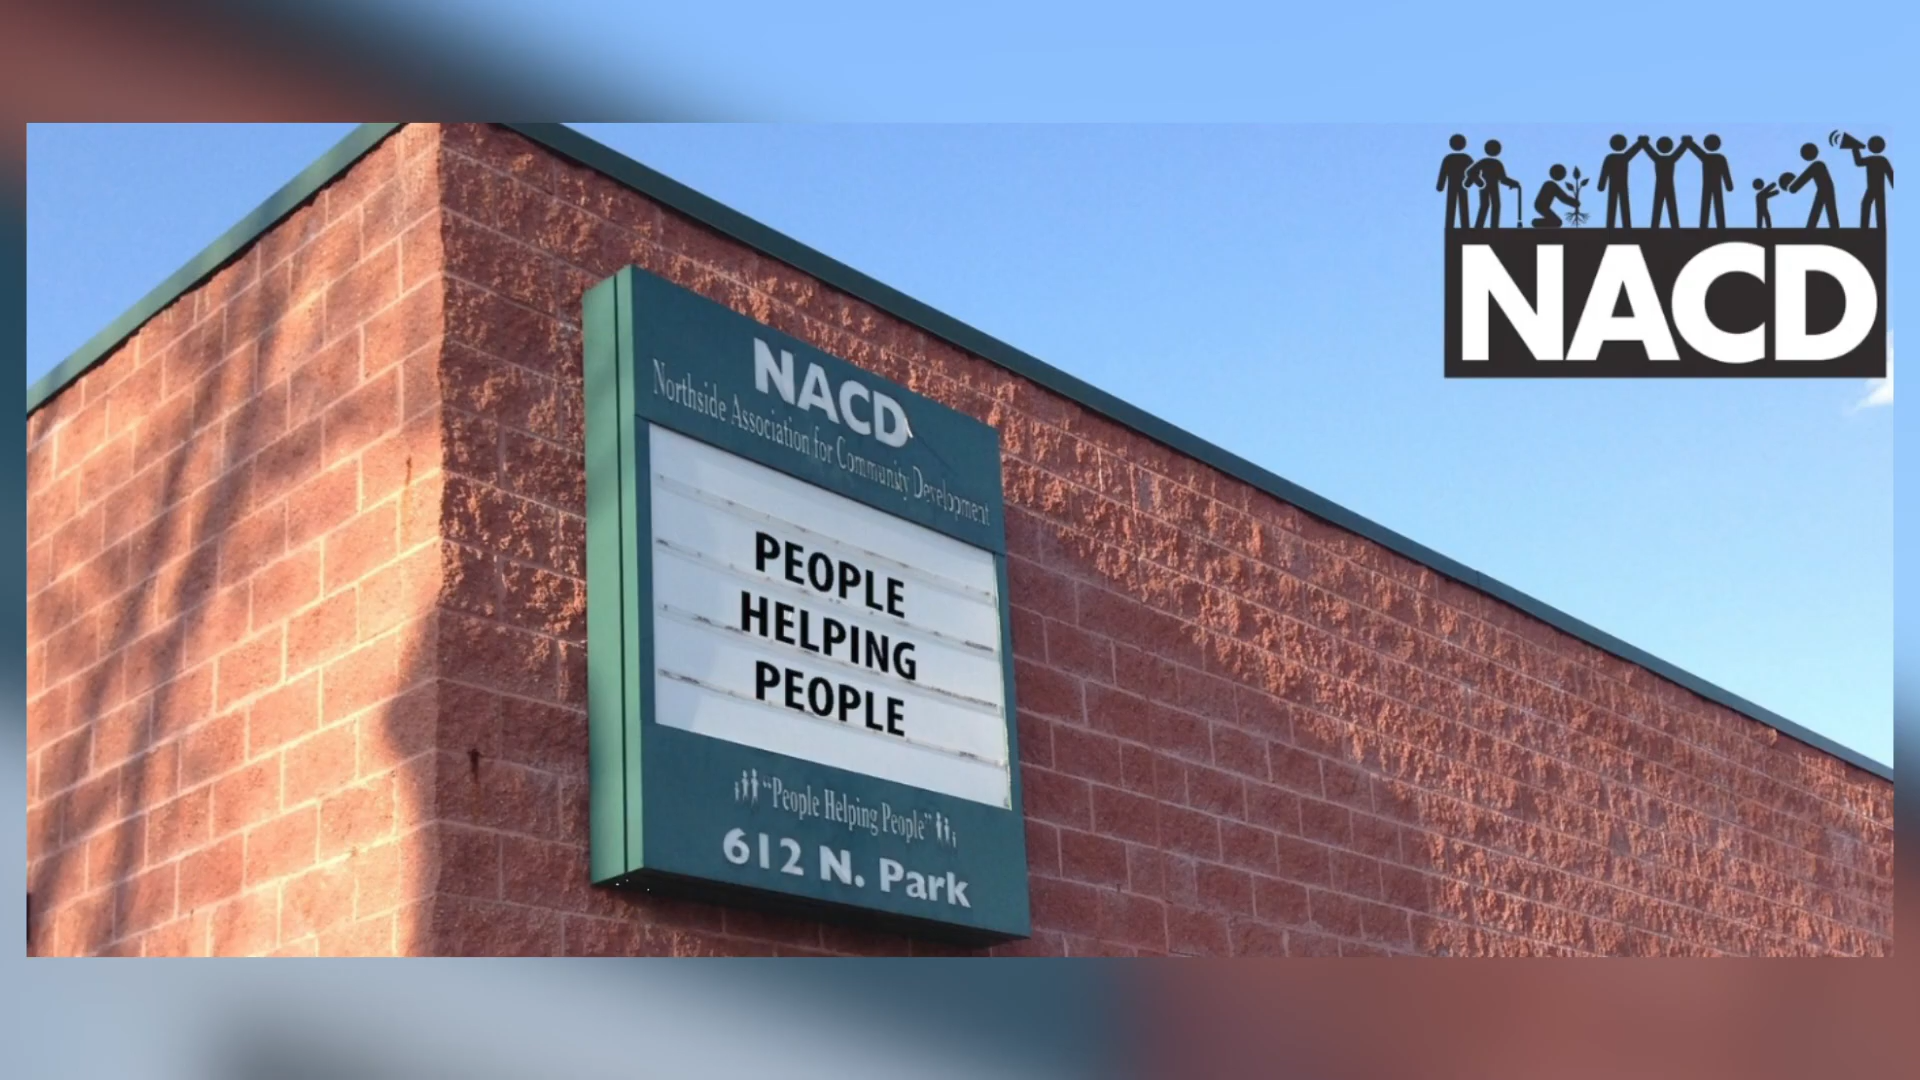 NACD
NACD
Northside Association for Community Development
PEOPLE
HELPING
PEOPLE
"People Helping People"
612 N. Park